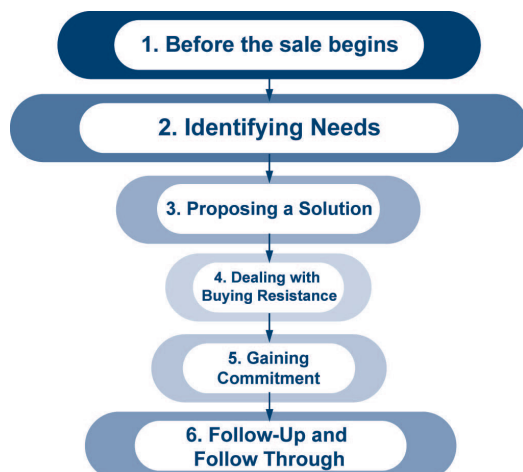 1. Before the sale begins
2. Identifying Needs
3. Proposing a Solution
4. Dealing with
Buying Resistance
5. Gaining
Commitment
6. Follow-Up and
Follow Through